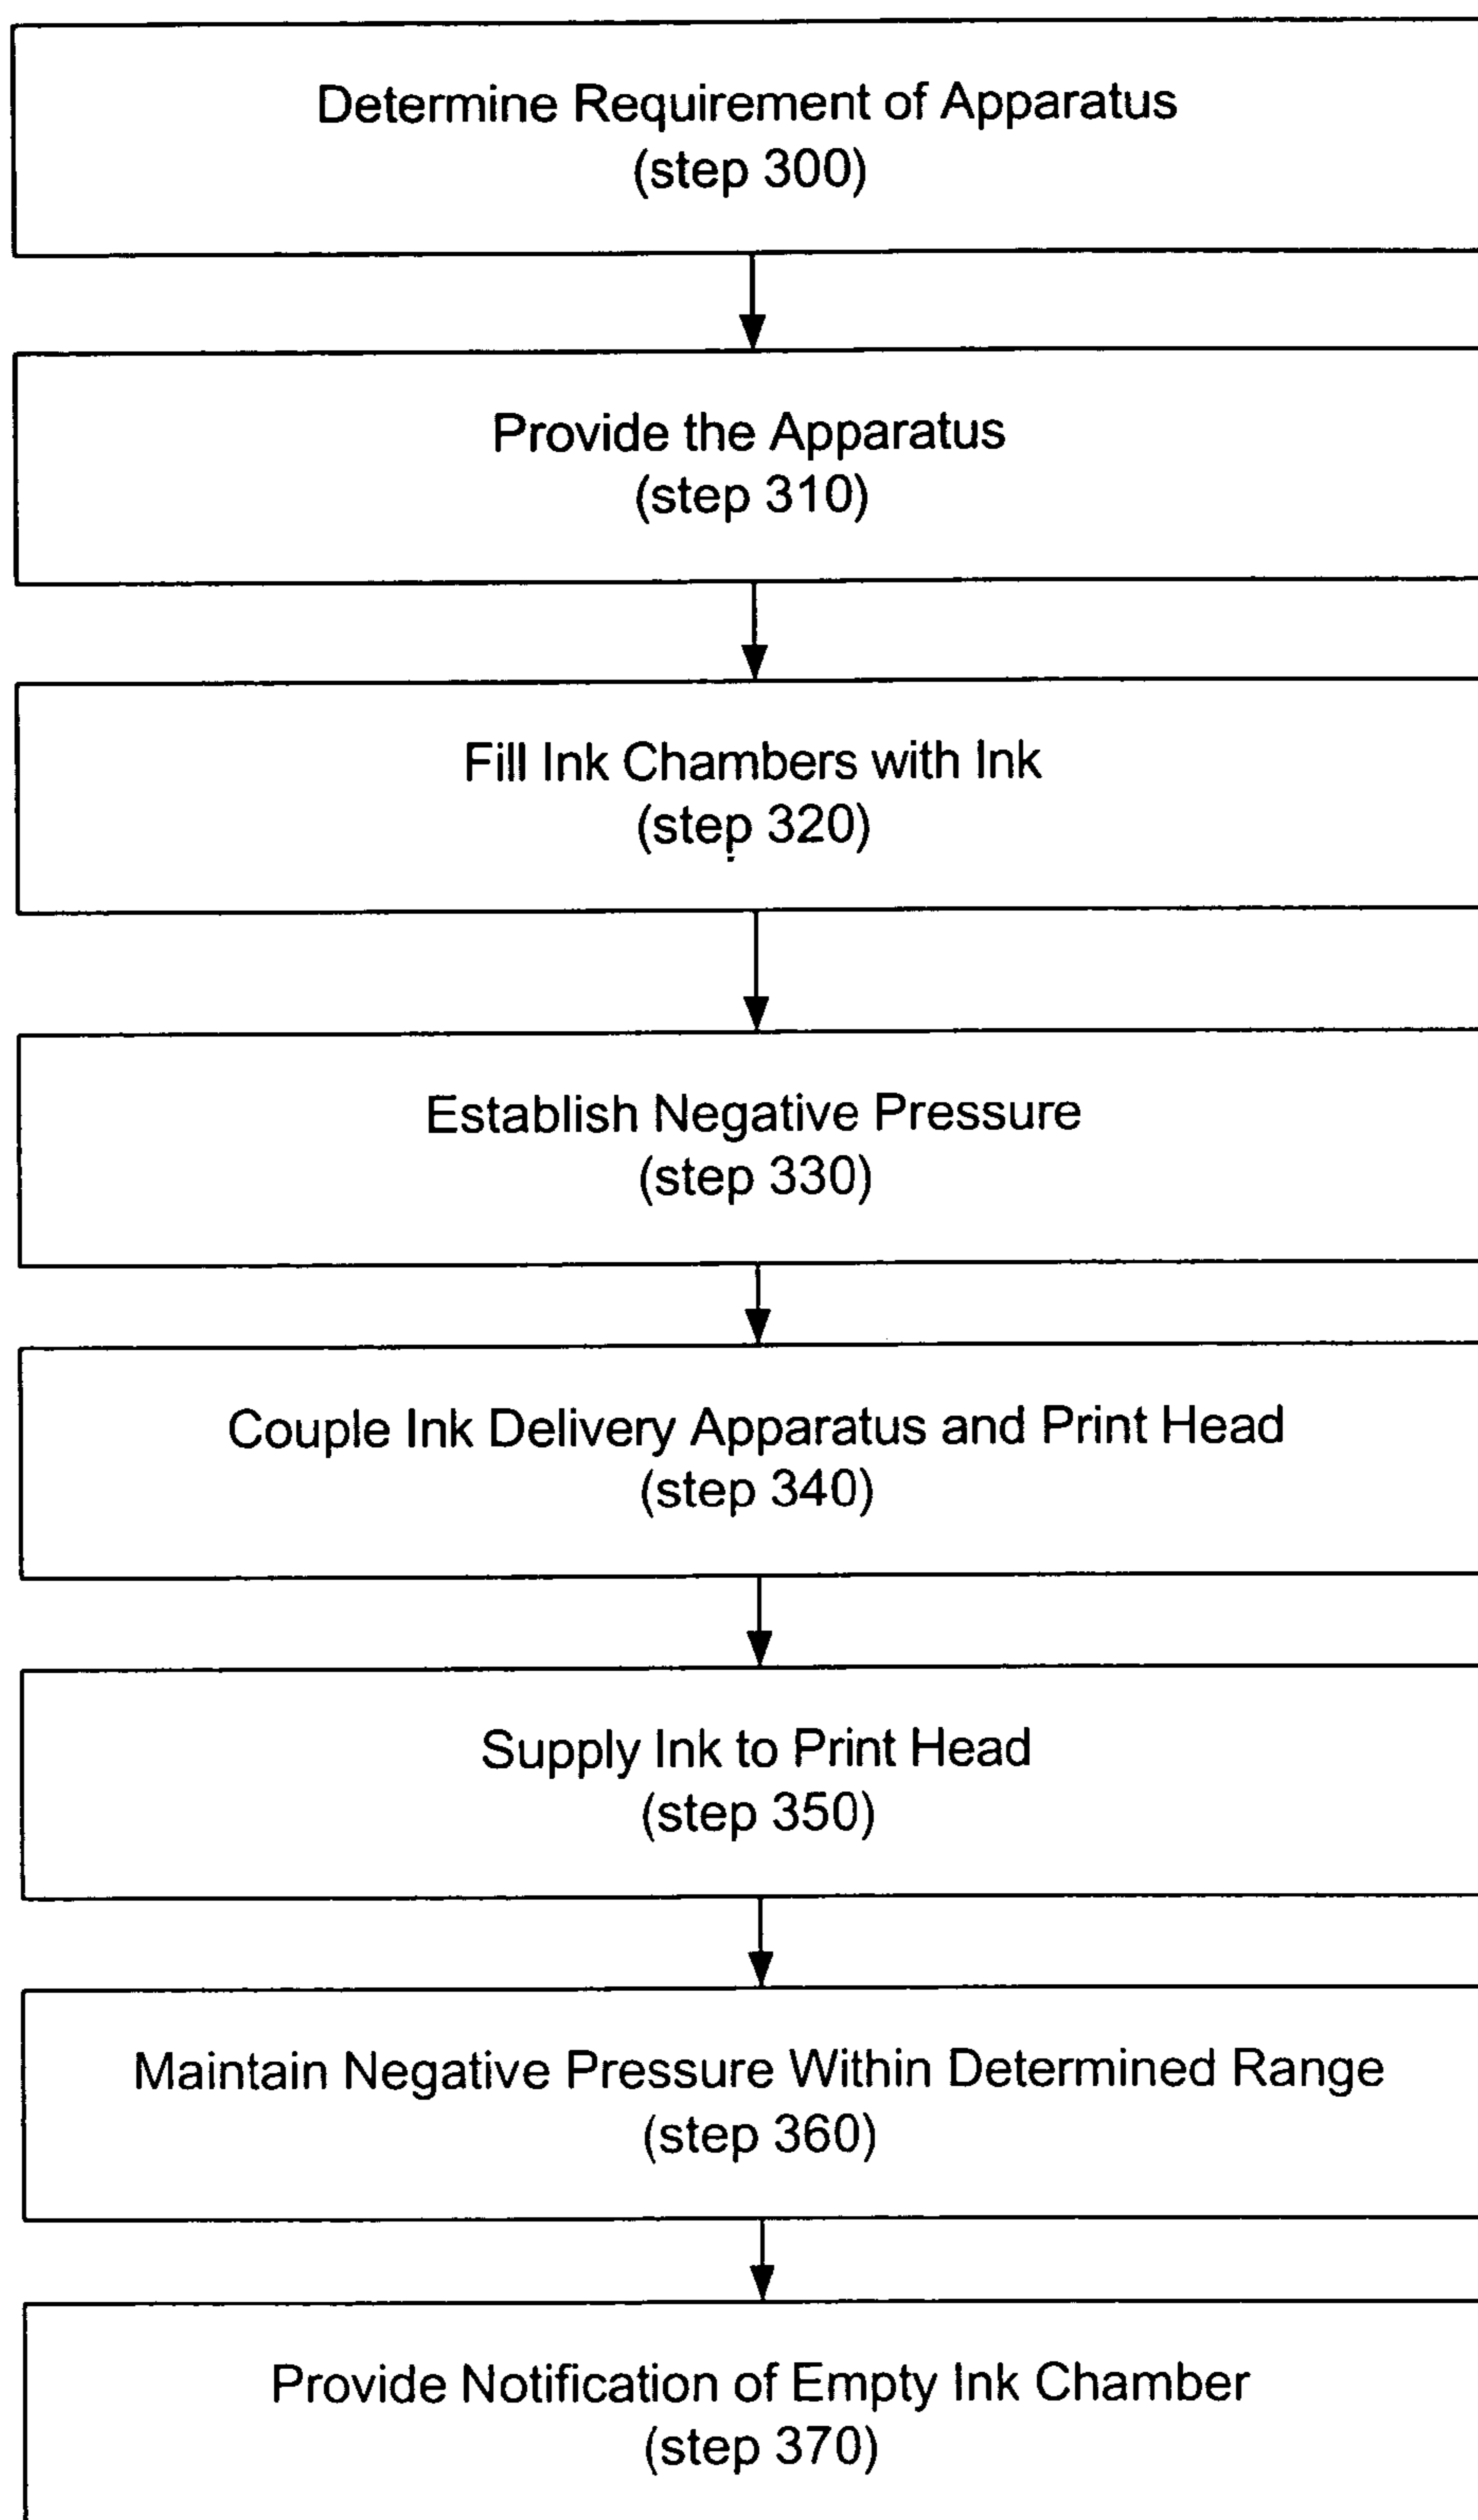 Determine Requirement of Apparatus
(step 300)
Provide the Apparatus
(step 310)
Fill Ink Chambers with Ink
(step 320)
Establish Negative Pressure
(step 330)
Couple Ink Delivery Apparatus and Print Head
(step 340)
Supply Ink to Print Head
(step 350)
Maintain Negative Pressure Within Determined Range
(step 360)
Provide Notification of Empty Ink Chamber
(step 370)